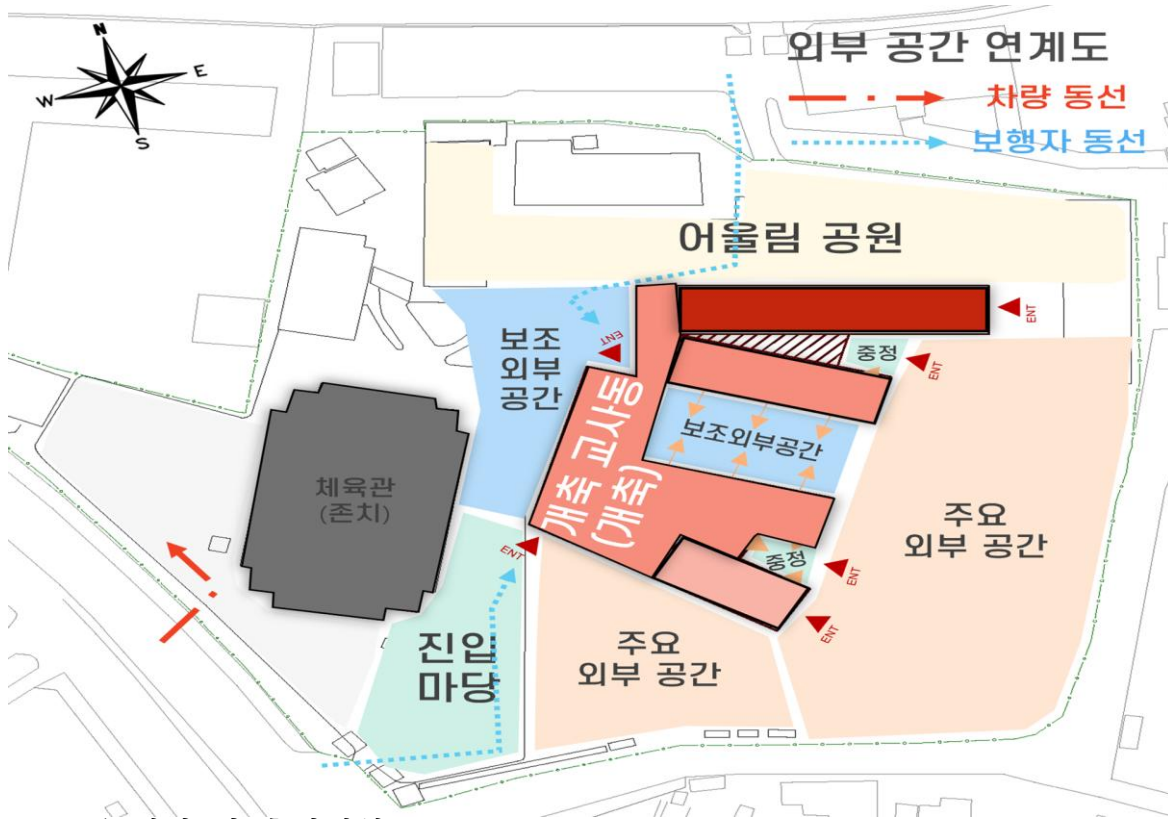 외부 공간 연계도
차량 동선
보행자 동선
N
E
W
S
어울림 공원
보조
외부
공간
ENT
ENT
중정
ENT
개축 교사동
(개축)
보조외부공간
체육관
(존치)
주요
외부 공간
ENT
중정
ENT
ENT
진입
마당
주요
외부 공간